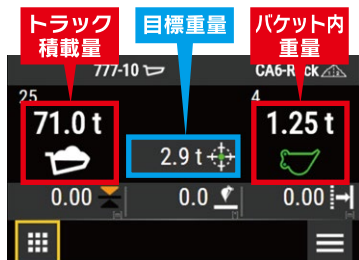 トラック
積載量
目標重量
バケット内
重量
777-10
CA6-R ck
25
4
71.0 t
2.9 t
1.25 t
0.00
0.0
0.00